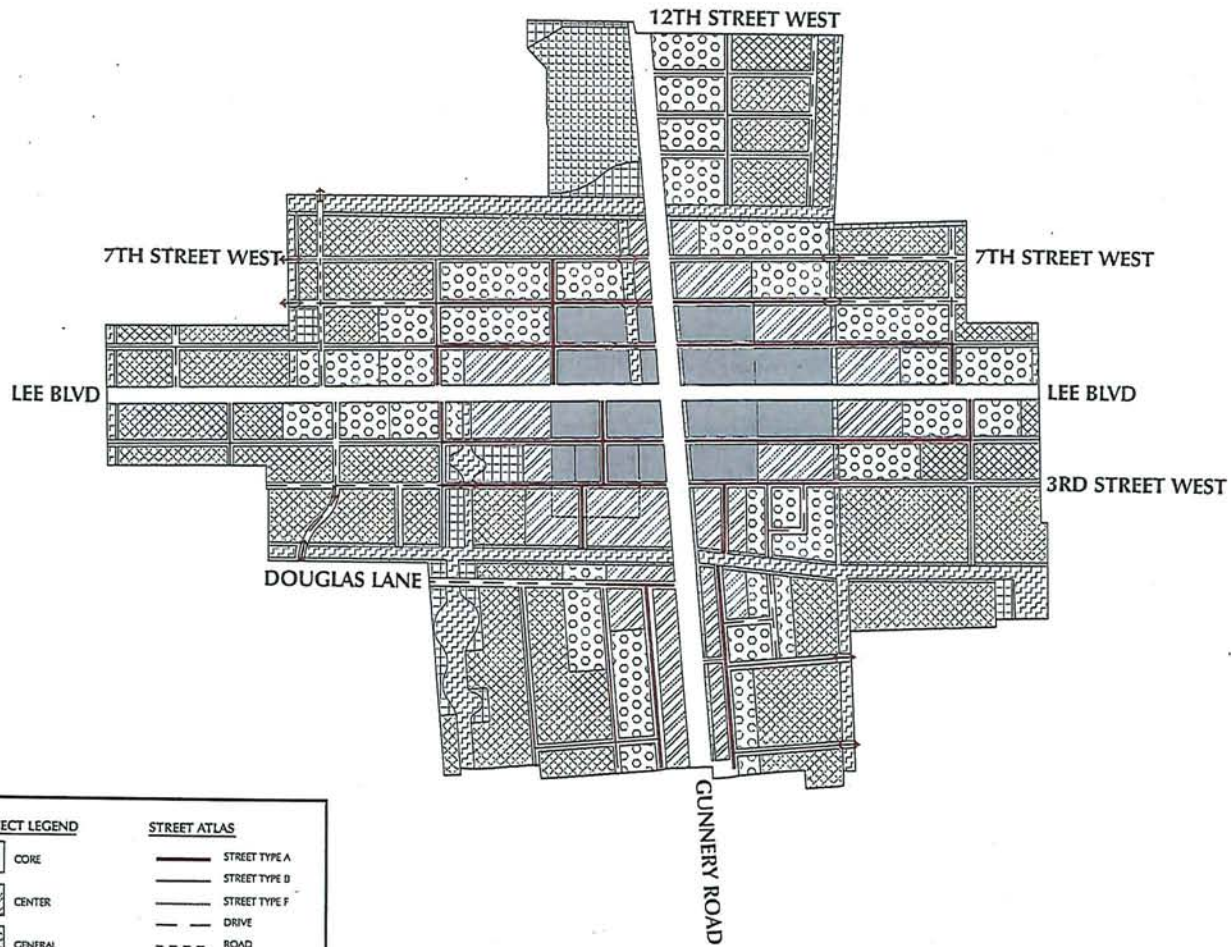 12TH STREET WEST
7TH STREET WEST
7TH STREET WEST
LEE BLVD
LEE BLVD
3RD STREET WEST
DOUGLAS LANE
GUNNERY ROAD
ECT LEGEND
CORE
CENTER
GENERAL
STREET ATLAS
STREET TYPE A
STREET TYPE B
STREET TYPE F
DRIVE
ROAD